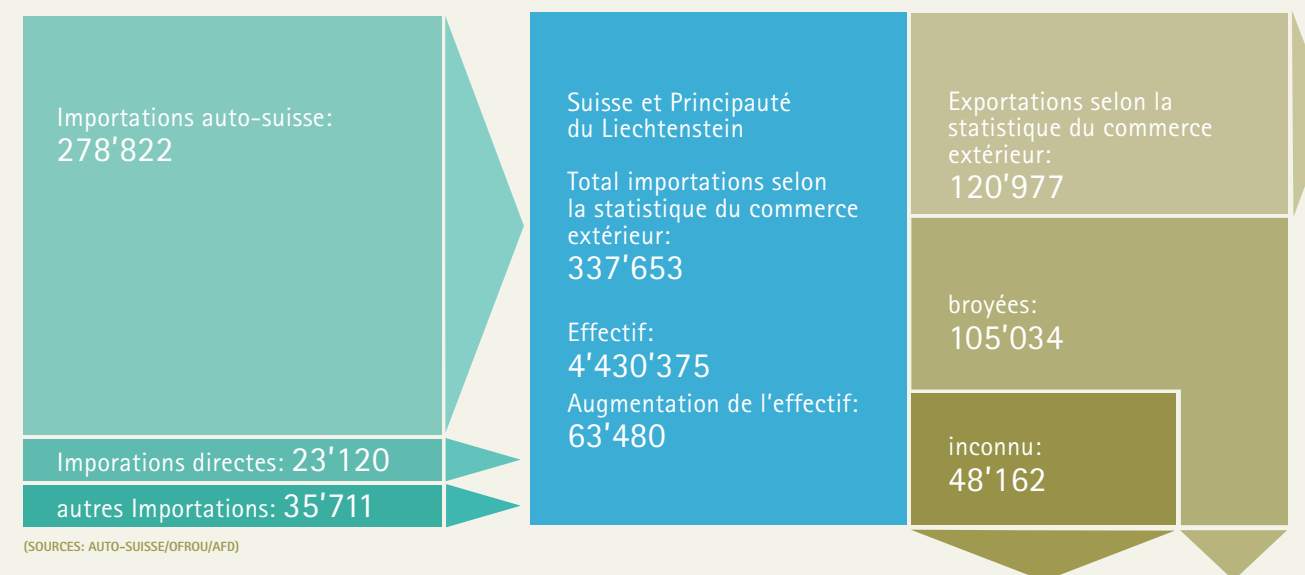 Importations auto-suisse:
278'822
Imporations directes: 23'120
autres Importations: 35'711
(SOURCES: AUTO-SUISSE/OFROU/AFD)
Suisse et Principauté
du Liechtenstein
Total importations selon
la statistique du commerce
extérieur:
337'653
Effectif:
4'430'375
Augmentation de l'effectif:
63'480
Exportations selon la
statistique du commerce
extérieur:
120'977
broyées:
105'034
inconnu:
48'162